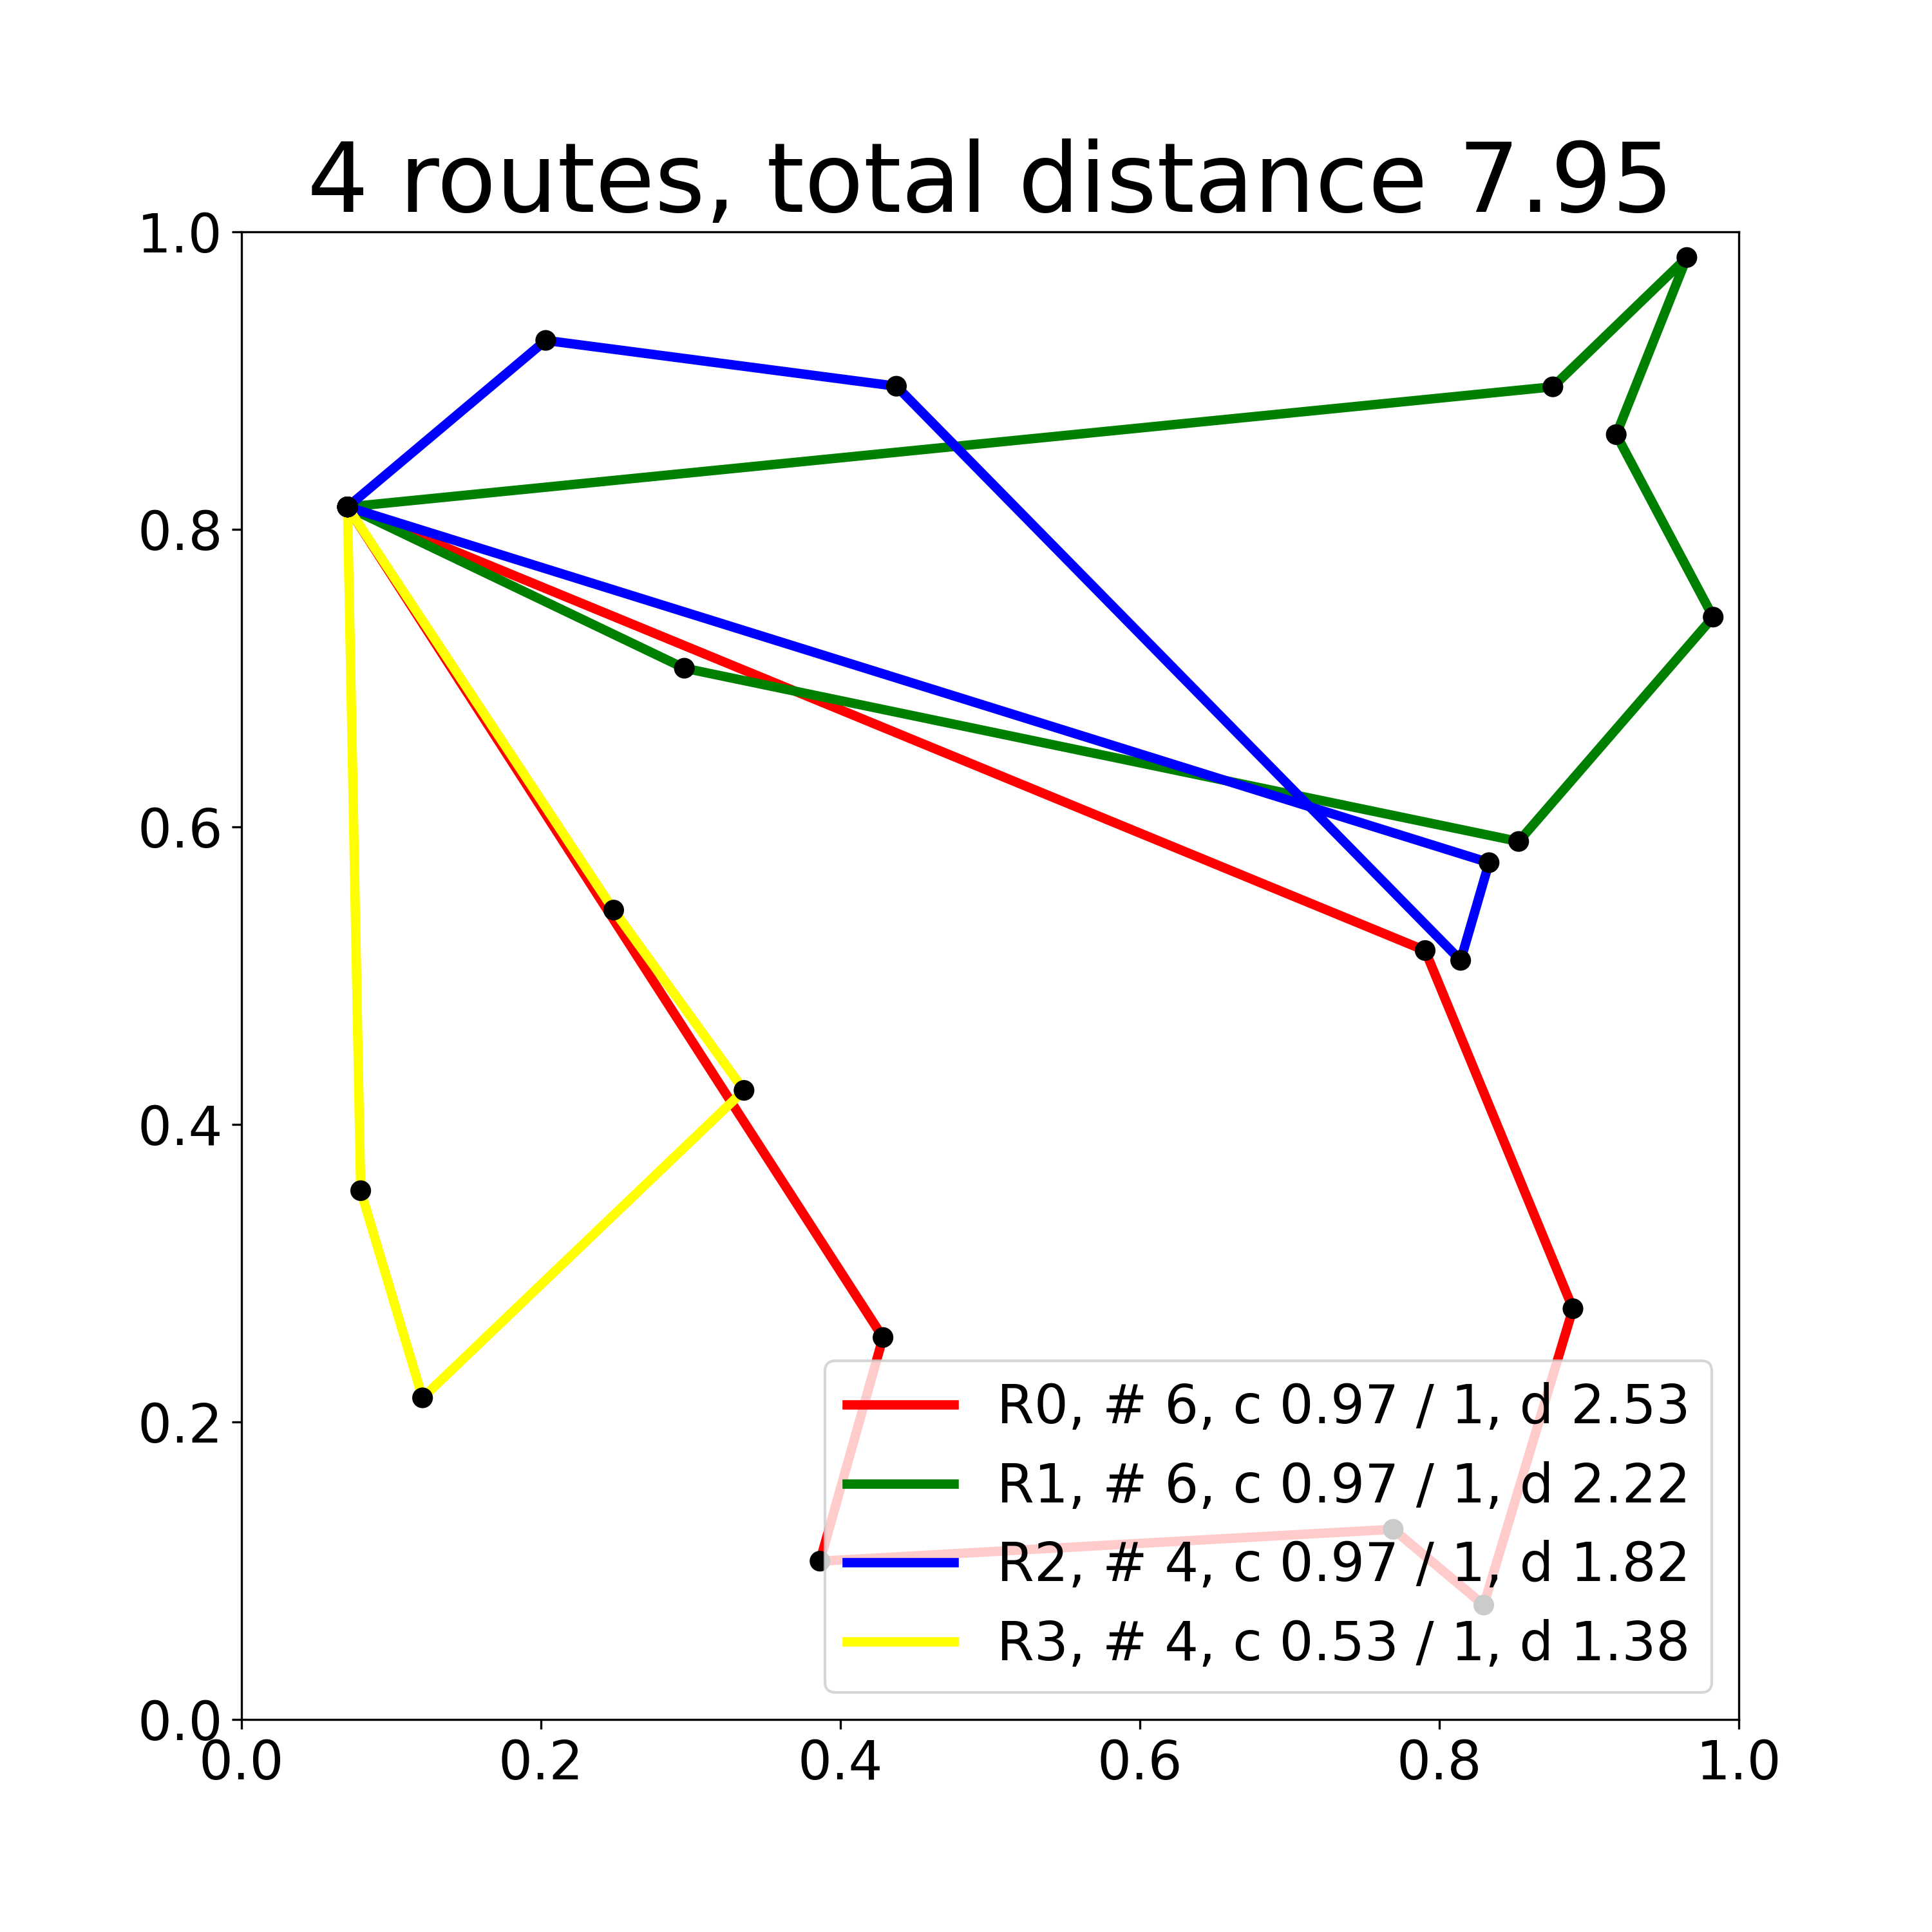 4 routes, total distance 7.95
1.0
0.8
0.6
0.4
0.2
0.0
0.0 0.2 0.4 0.6 0.8 1.0
R0, # 6, c 0.97 / 1, d 2.53
R1, # 6, c 0.97 / 1, d 2.22
R2, # 4, c 0.97 / 1, d 1.82
R3, # 4, c 0.53 / 1, d 1.38